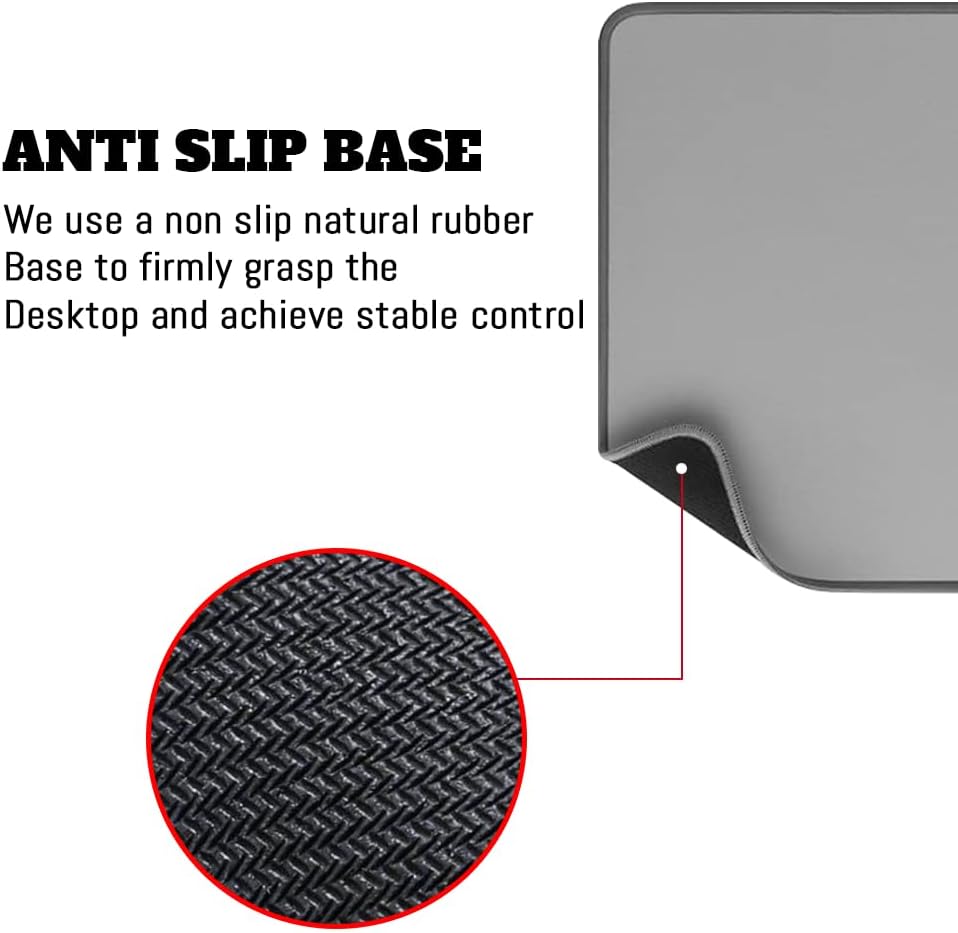 ANTI SLIP BASE
We use a non slip natural rubber
Base to firmly grasp the
Desktop and achieve stable control